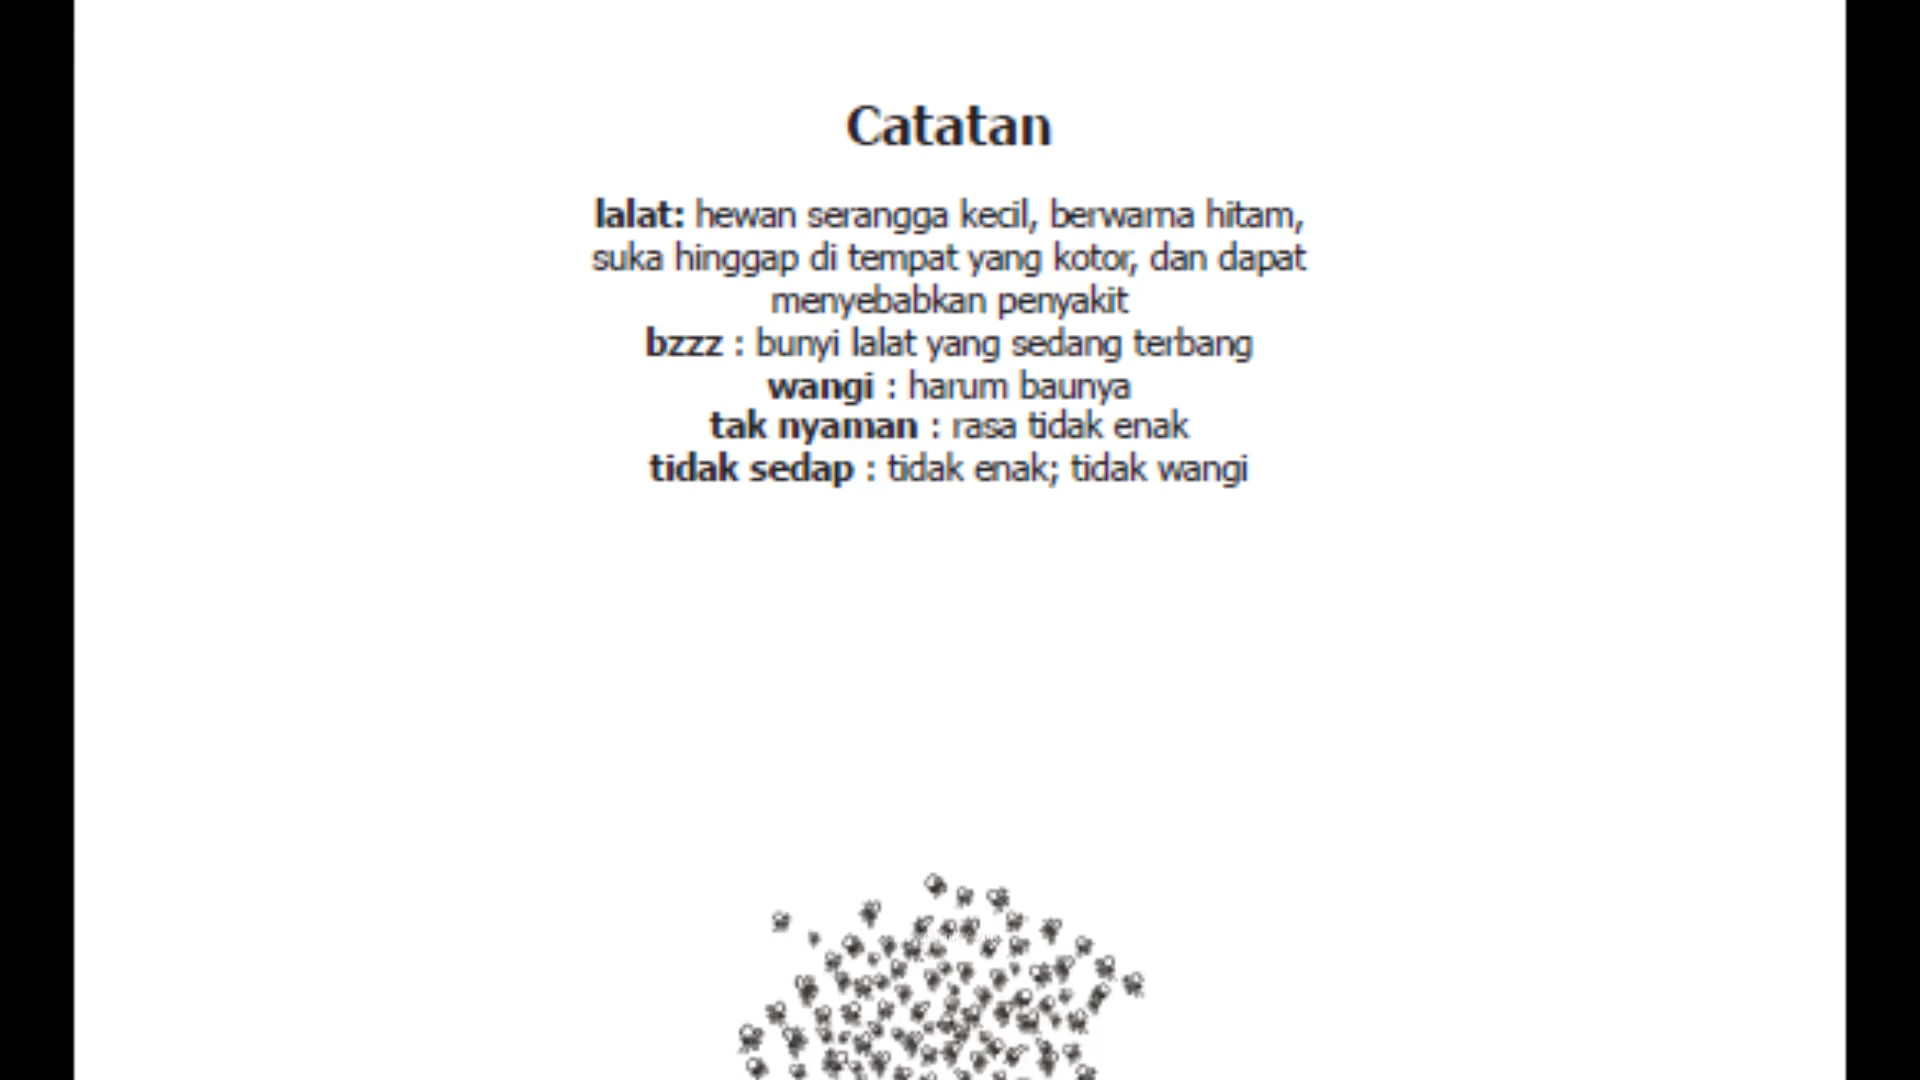 Catatan
lalat: hewan serangga kecil, berwarna hitam,
suka hinggap di tempat yang kotor, dan dapat
menyebabkan penyakit
bzzz : bunyi lalat yang sedang terbang
wangi : harum baunya
tak nyaman : rasa tidak enak
tidak sedap : tidak enak; tidak wangi